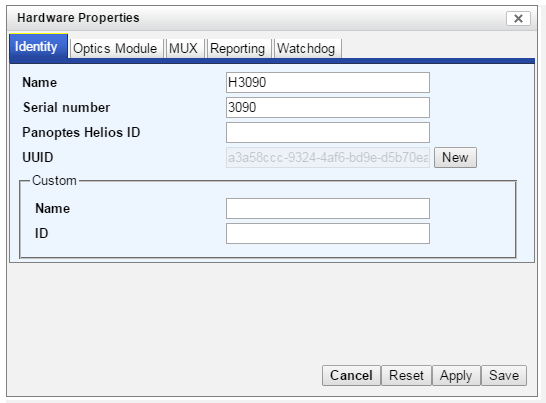 Hardware Properties
Identity Optics Module MUX Reporting Watchdog
Name H3090
Serial number 3090
Panoptes Helios ID
UUID a3a58ccc-9324-4af6-bd9e-d5b70ea New
Custom
Name
ID
Cancel Reset Apply Save